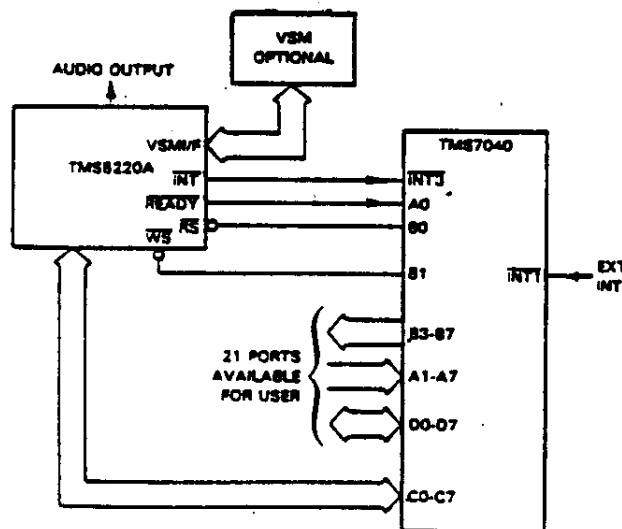 VSM
OPTIONAL
AUDIO OUTPUT
VSMI/F
TMS5220A
INT
READY
RS
WS
TMS7040
INT3
A0
B0
B1
INT1
EXT
INT
B3-B7
21 PORTS
AVAILABLE
FOR USER
A1-A7
D0-D7
C0-C7